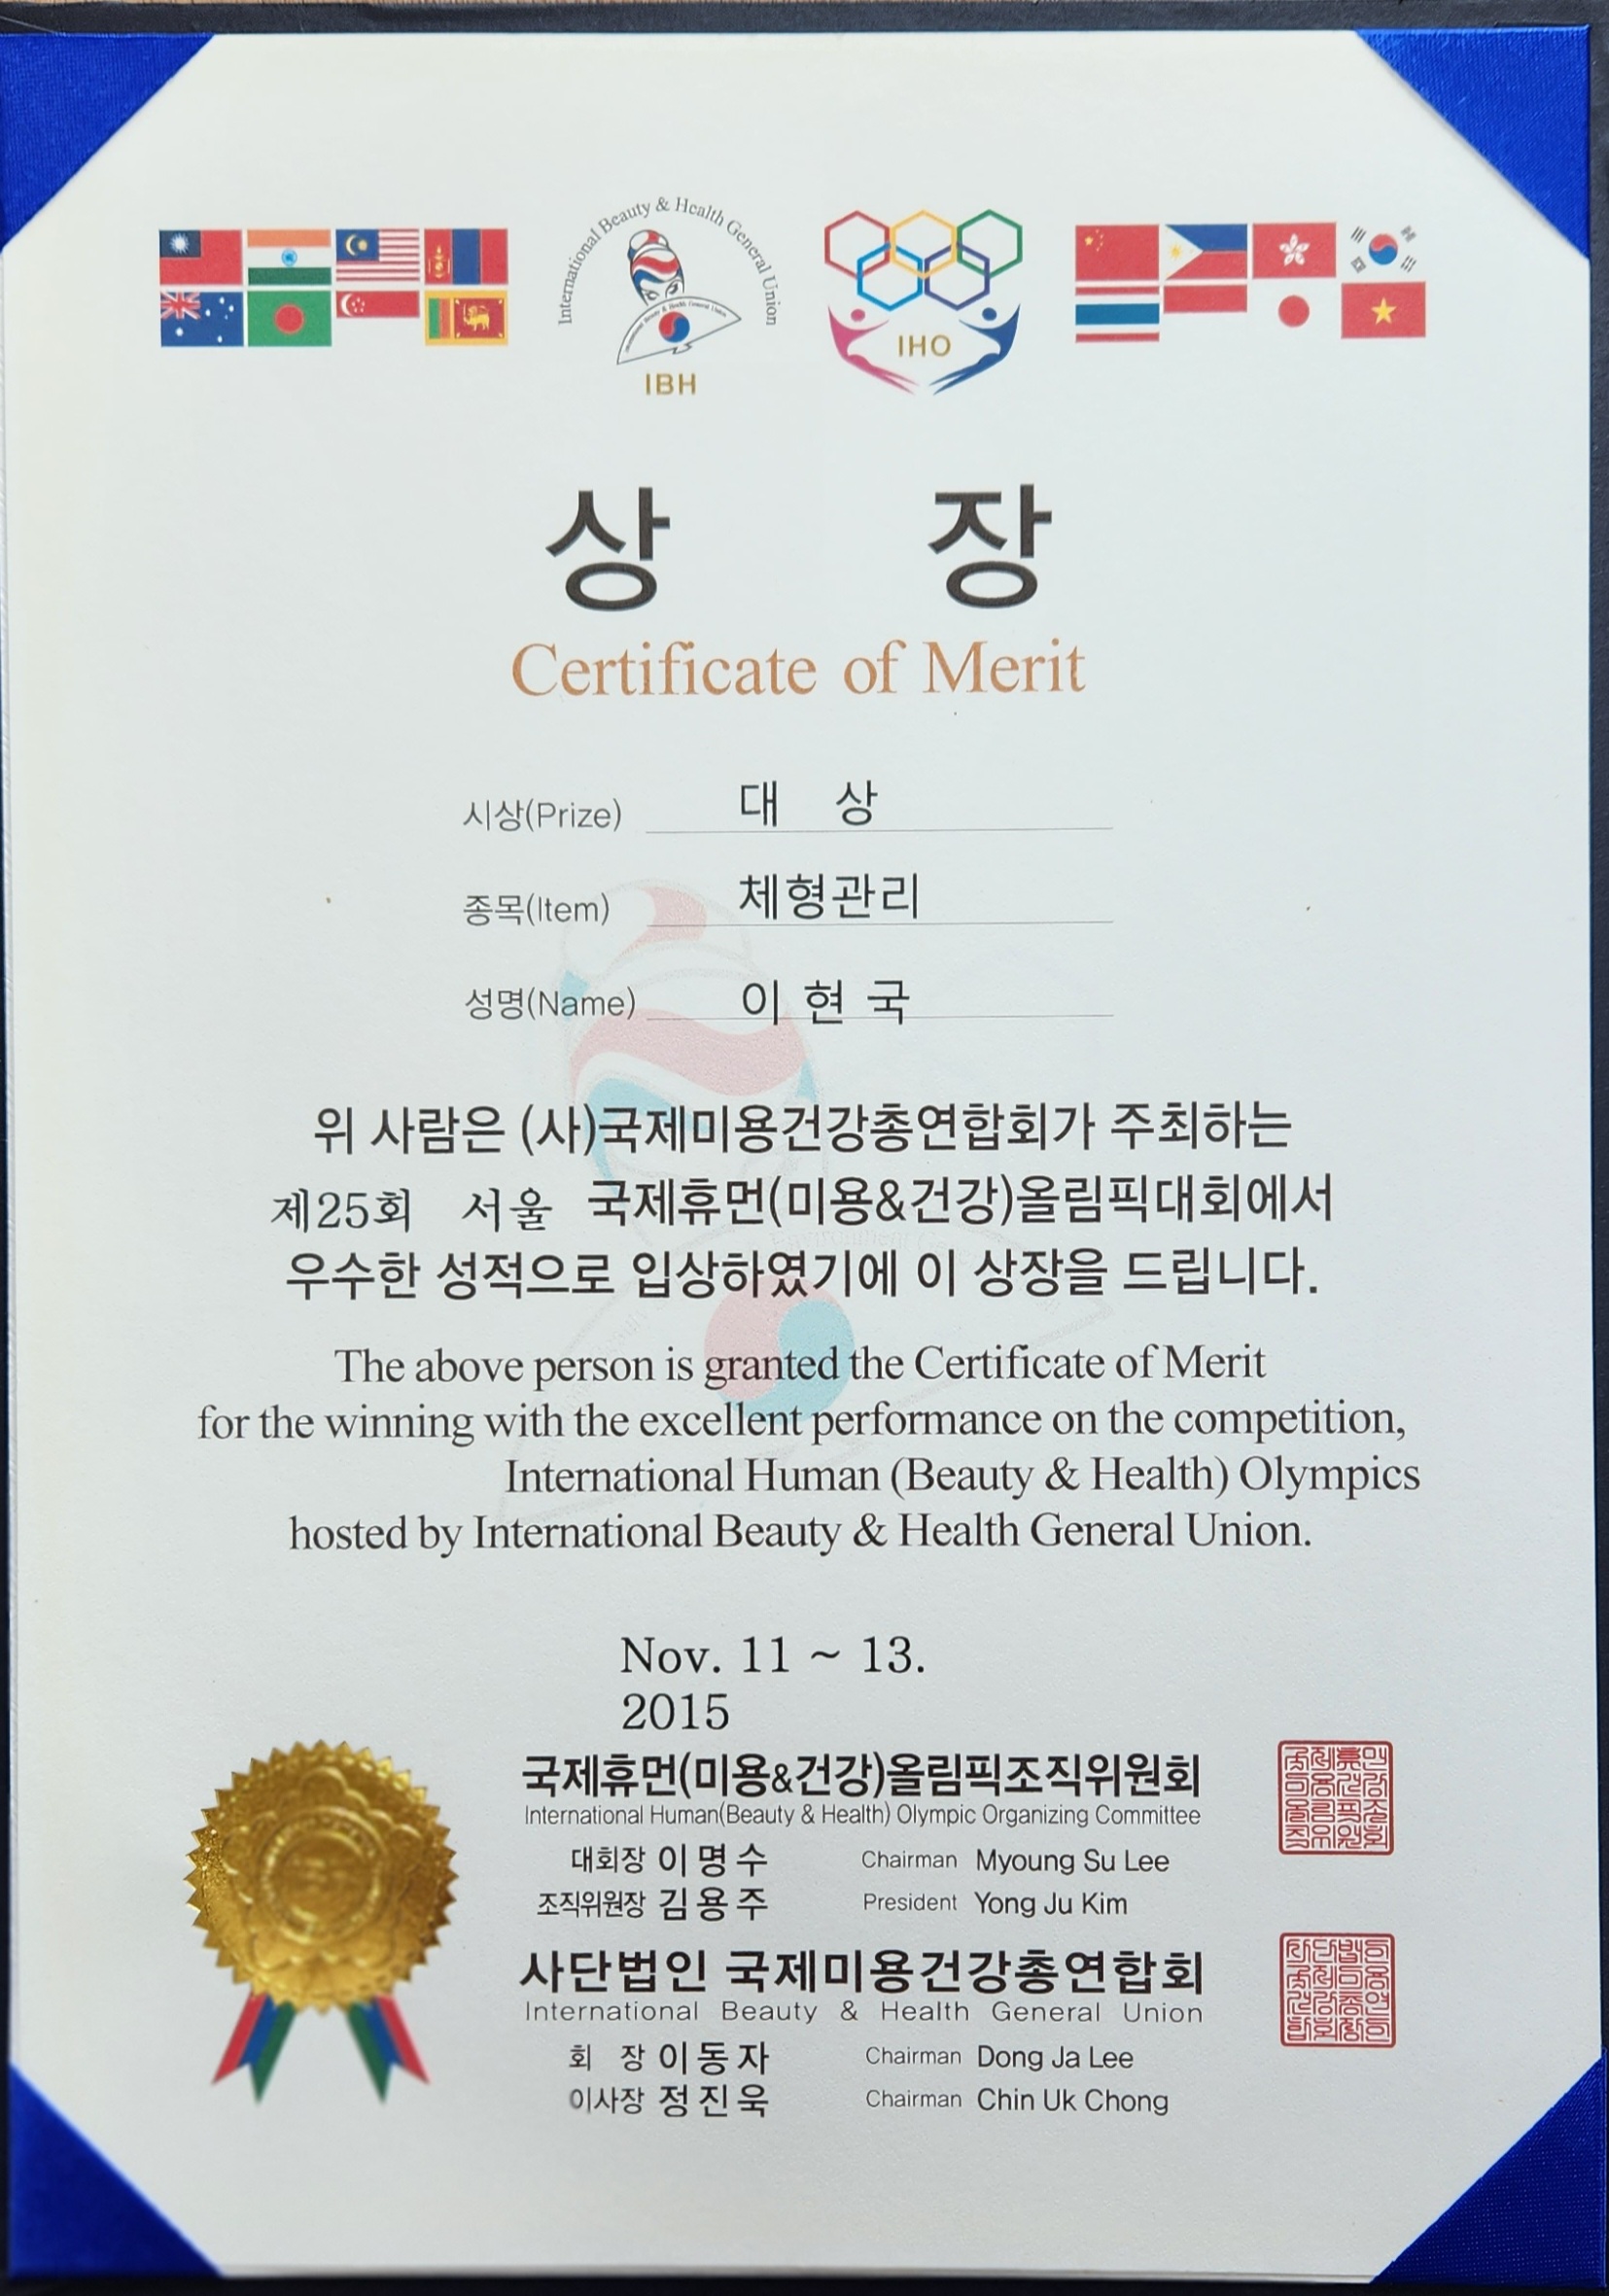 International Beauty & Health General Union
IBH
IHO
상 장
Certificate of Merit
시상(Prize) 대 상
종목(Item) 체형관리
성명(Name) 이 현 국
위 사람은 (사)국제미용건강총연합회가 주최하는
제25회 서울 국제휴먼(미용&건강)올림픽대회에서
우수한 성적으로 입상하였기에 이 상장을 드립니다.
The above person is granted the Certificate of Merit
for the winning with the excellent performance on the competition,
International Human (Beauty & Health) Olympics
hosted by International Beauty & Health General Union.
Nov. 11 ~ 13.
2015
국제휴먼(미용&건강)올림픽조직위원회
International Human(Beauty & Health) Olympic Organizing Committee
대회장 이 명 수 Chairman Myoung Su Lee
조직위원장 김 용 주 President Yong Ju Kim
사단법인 국제미용건강총연합회
International Beauty & Health General Union
회 장 이 동 자 Chairman Dong Ja Lee
이사장 정 진 욱 Chairman Chin Uk Chong